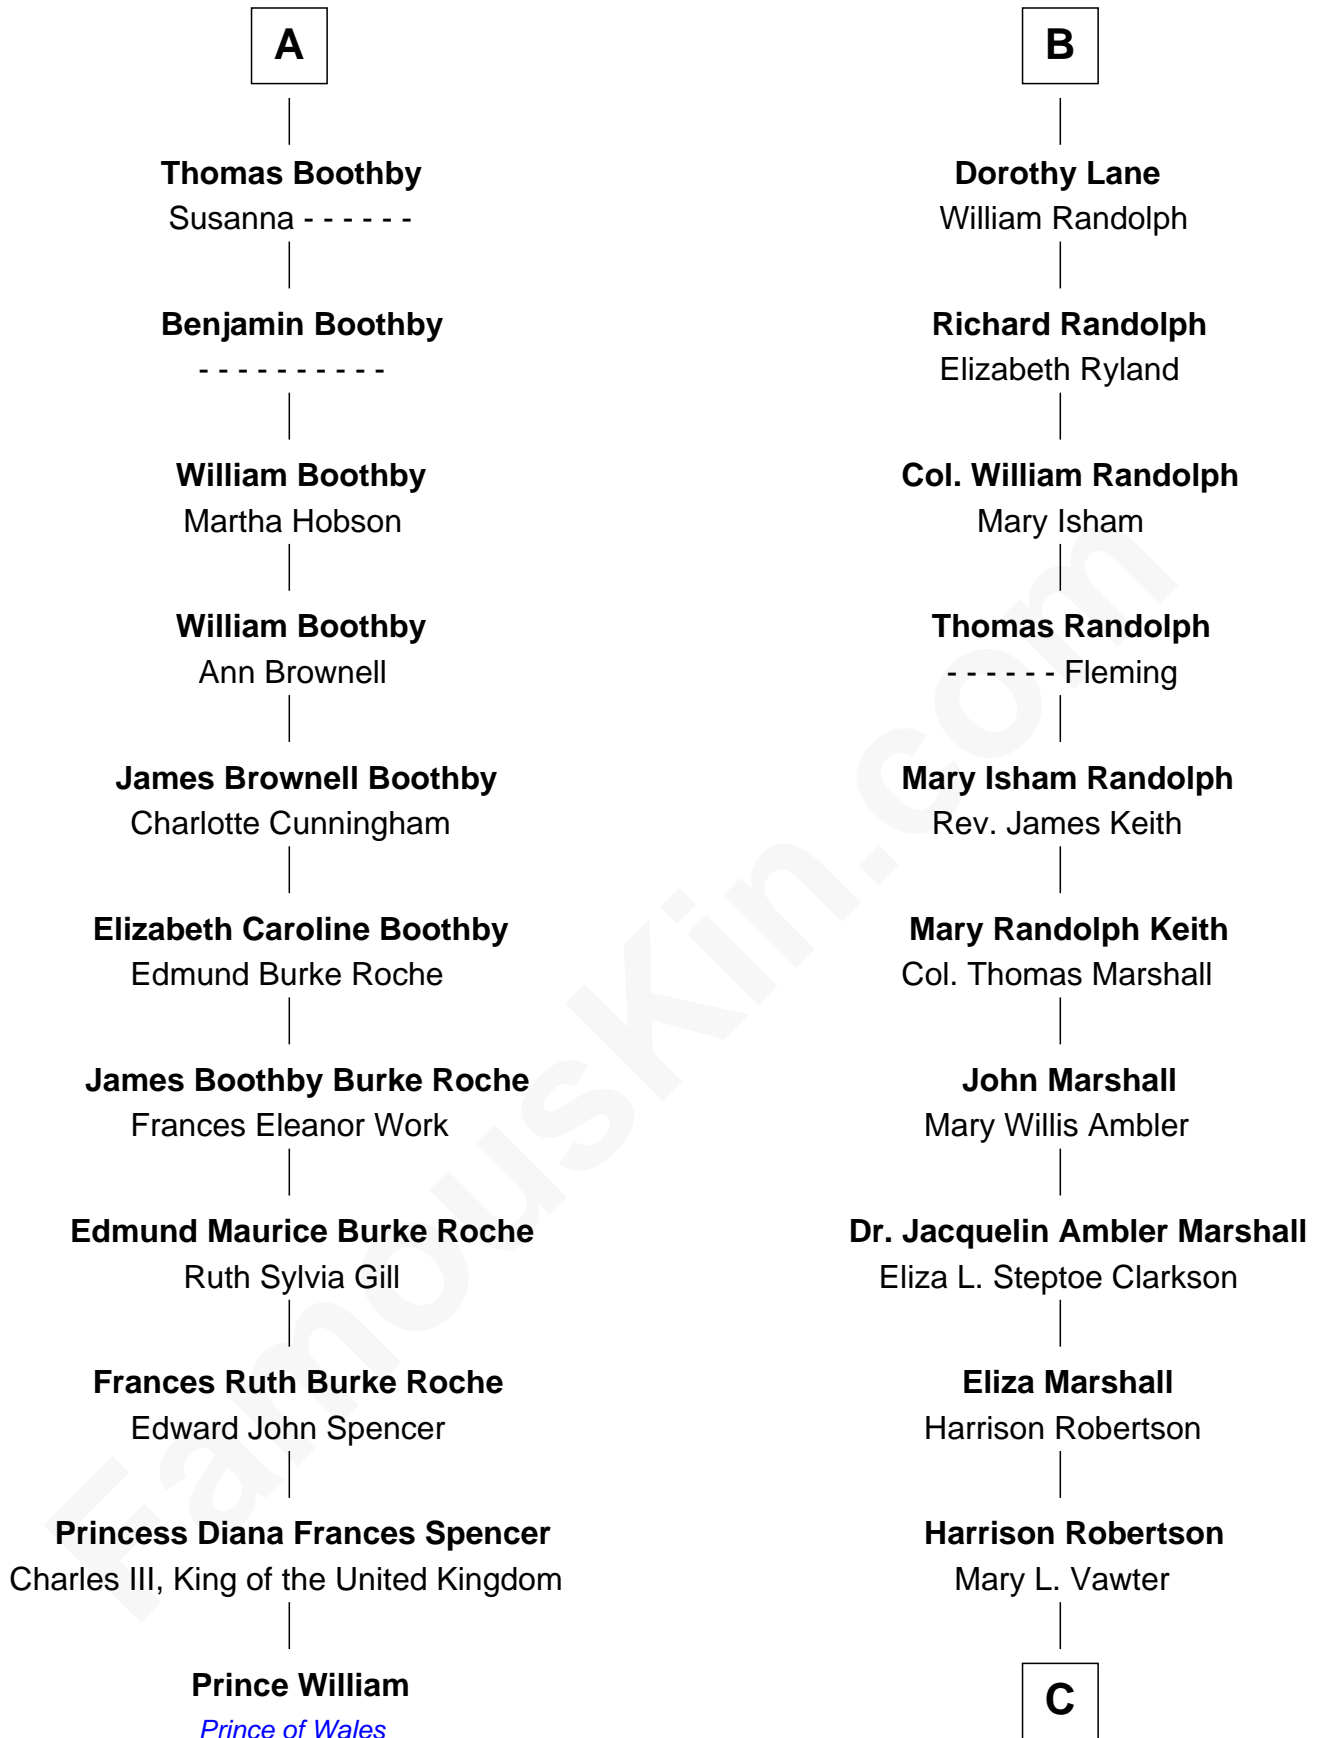 A
Thomas Boothby
Susanna - - - - - -
Benjamin Boothby
- - - - - - - - - -
William Boothby
Martha Hobson
William Boothby
Ann Brownell
James Brownell Boothby
Charlotte Cunningham
Elizabeth Caroline Boothby
Edmund Burke Roche
James Boothby Burke Roche
Frances Eleanor Work
Edmund Maurice Burke Roche
Ruth Sylvia Gill
Frances Ruth Burke Roche
Edward John Spencer
Princess Diana Frances Spencer
Charles III, King of the United Kingdom
Prince William
Prince of Wales
B
Dorothy Lane
William Randolph
Richard Randolph
Elizabeth Ryland
Col. William Randolph
Mary Isham
Thomas Randolph
- - - - - - Fleming
Mary Isham Randolph
Rev. James Keith
Mary Randolph Keith
Col. Thomas Marshall
John Marshall
Mary Willis Ambler
Dr. Jacquelin Ambler Marshall
Eliza L. Steptoe Clarkson
Eliza Marshall
Harrison Robertson
Harrison Robertson
Mary L. Vawter
C
FamousKin.com